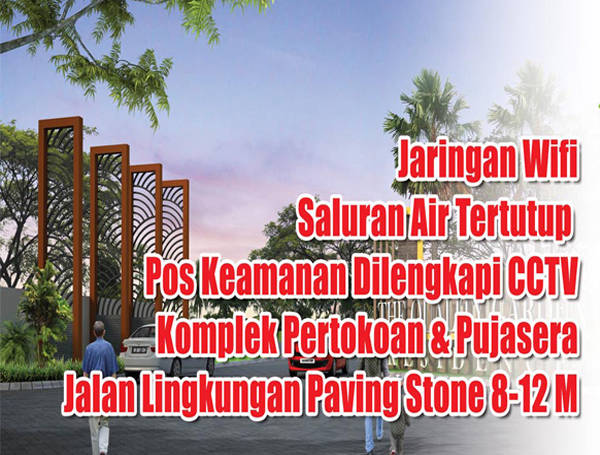 Jaringan Wifi
Saluran Air Tertutup
Pos Keamanan Dilengkapi CCTV
Komplek Pertokoan & Pujasera
Jalan Lingkungan Paving Stone 8-12 M